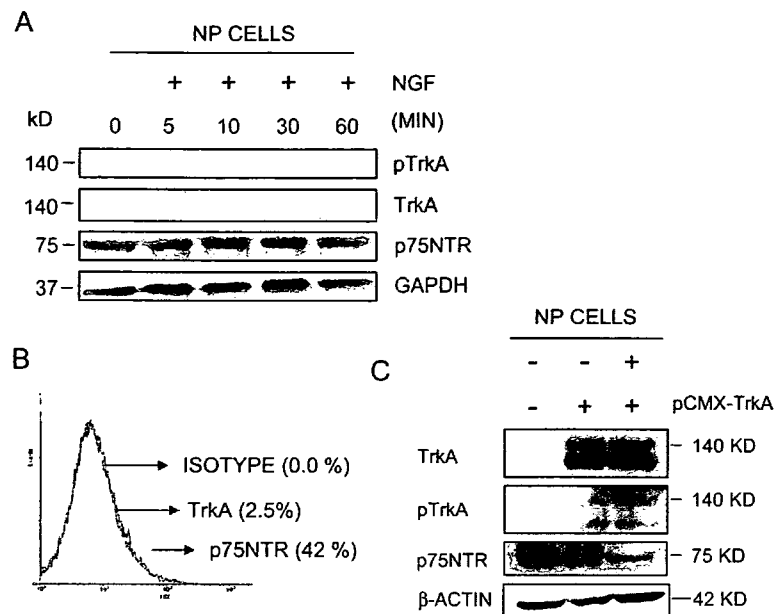 A
NP CELLS
+ + + + NGF
kD 0 5 10 30 60 (MIN)
140 pTrkA
140 TrkA
75 p75NTR
37 GAPDH
B
ISOTYPE (0.0 %)
TrkA (2.5%)
p75NTR (42 %)
C
NP CELLS
- - +
- + + pCMX-TrkA
TrkA 140 KD
pTrkA 140 KD
p75NTR 75 KD
β-ACTIN 42 KD